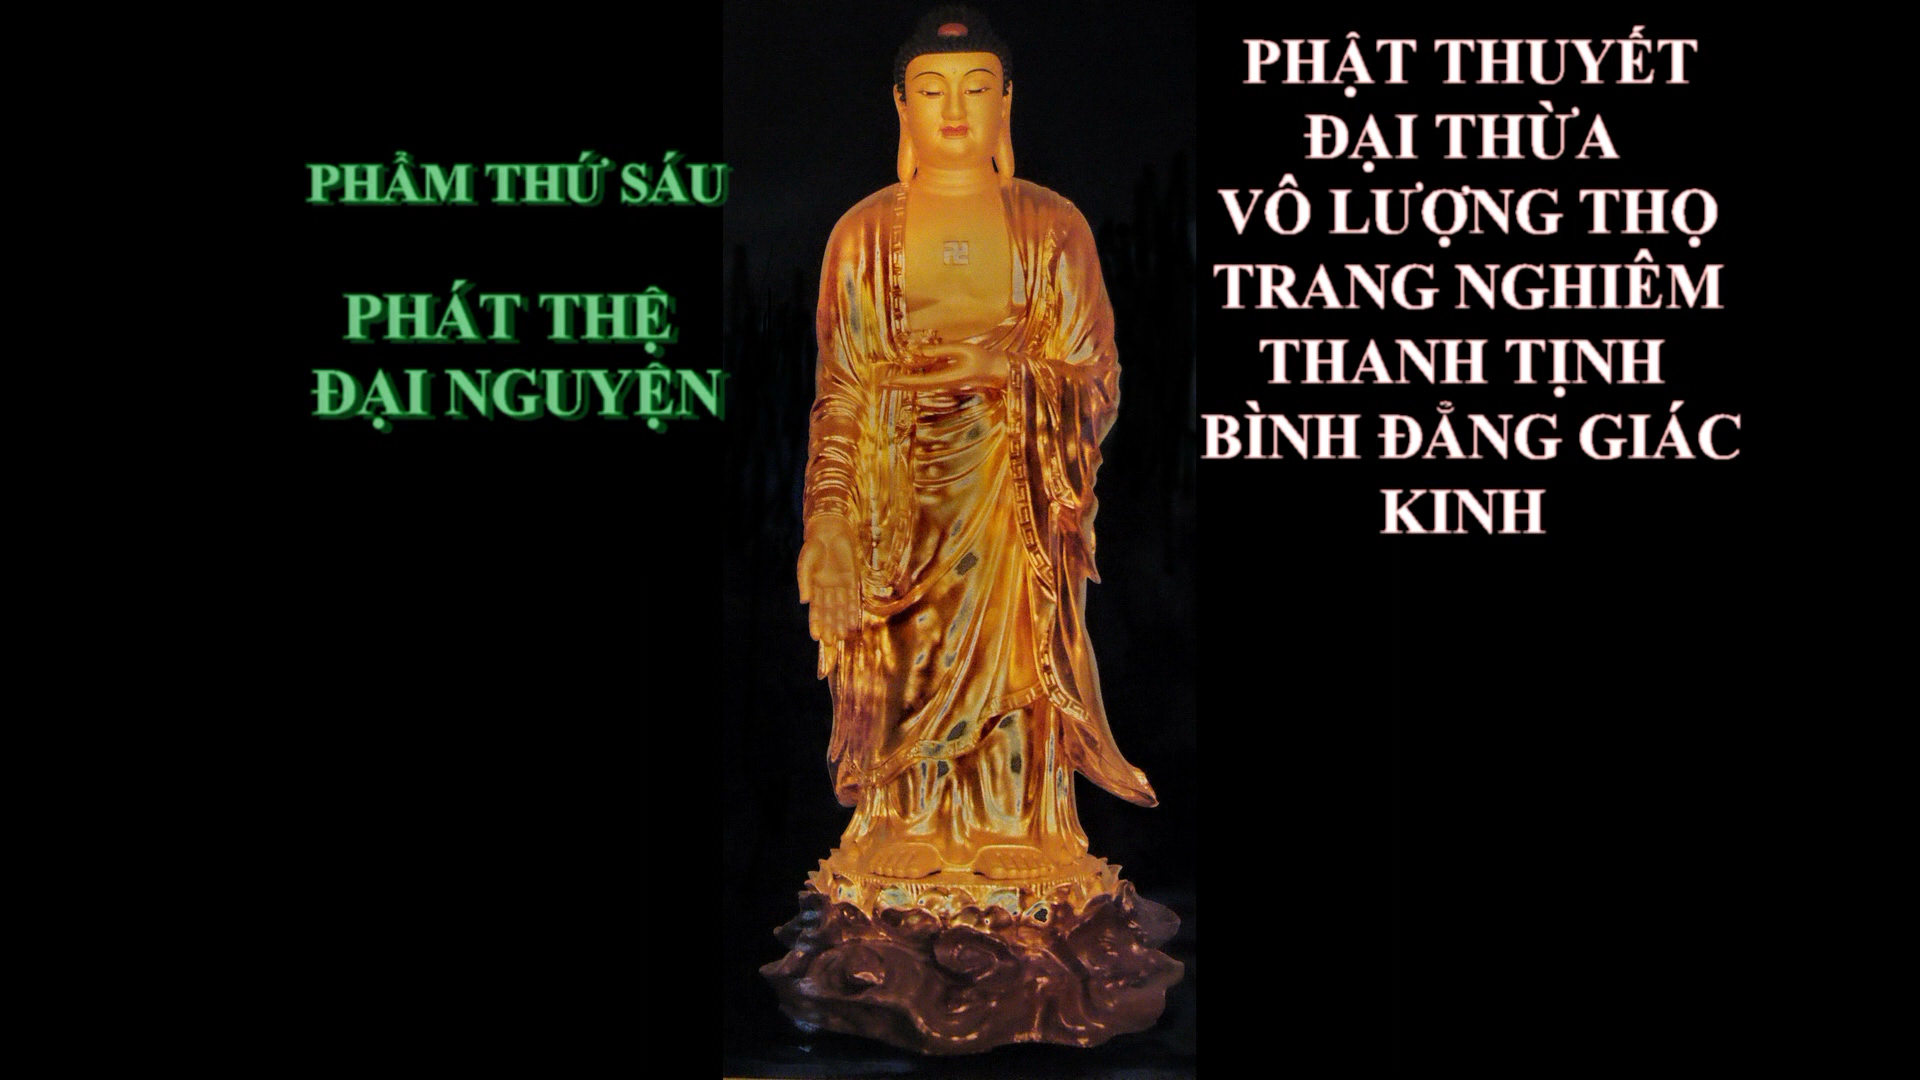 PHẨM THỨ SÁU
PHÁT THỆ
ĐẠI NGUYỆN
PHẬT THUYẾT
ĐẠI THỪA
VÔ LƯỢNG THỌ
TRANG NGHIÊM
THANH TỊNH
BÌNH ĐẲNG GIÁC
KINH